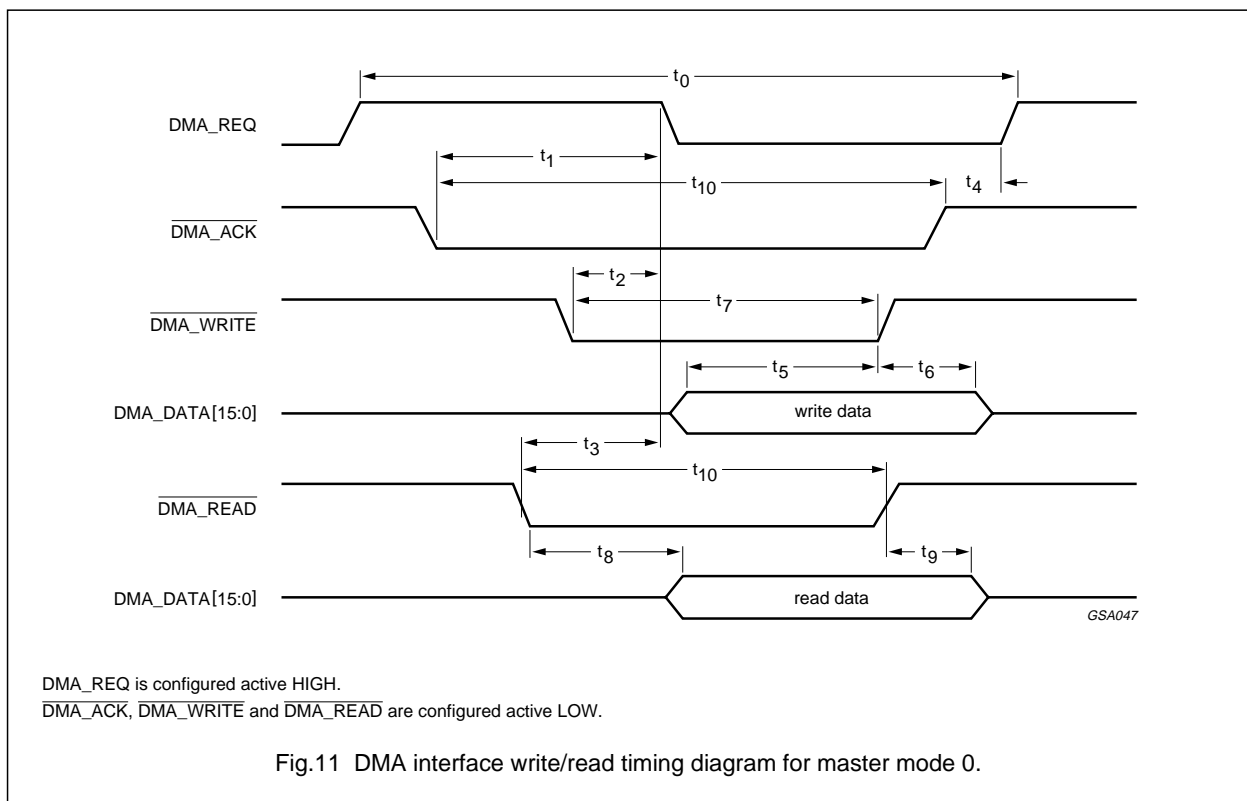 t0
DMA_REQ
t1
t10
t4
DMA_ACK
t2
t7
DMA_WRITE
t5
t6
DMA_DATA[15:0]
write data
t3
t10
DMA_READ
t8
t9
DMA_DATA[15:0]
read data
GSA047
DMA_REQ is configured active HIGH.
DMA_ACK, DMA_WRITE and DMA_READ are configured active LOW.
Fig.11 DMA interface write/read timing diagram for master mode 0.